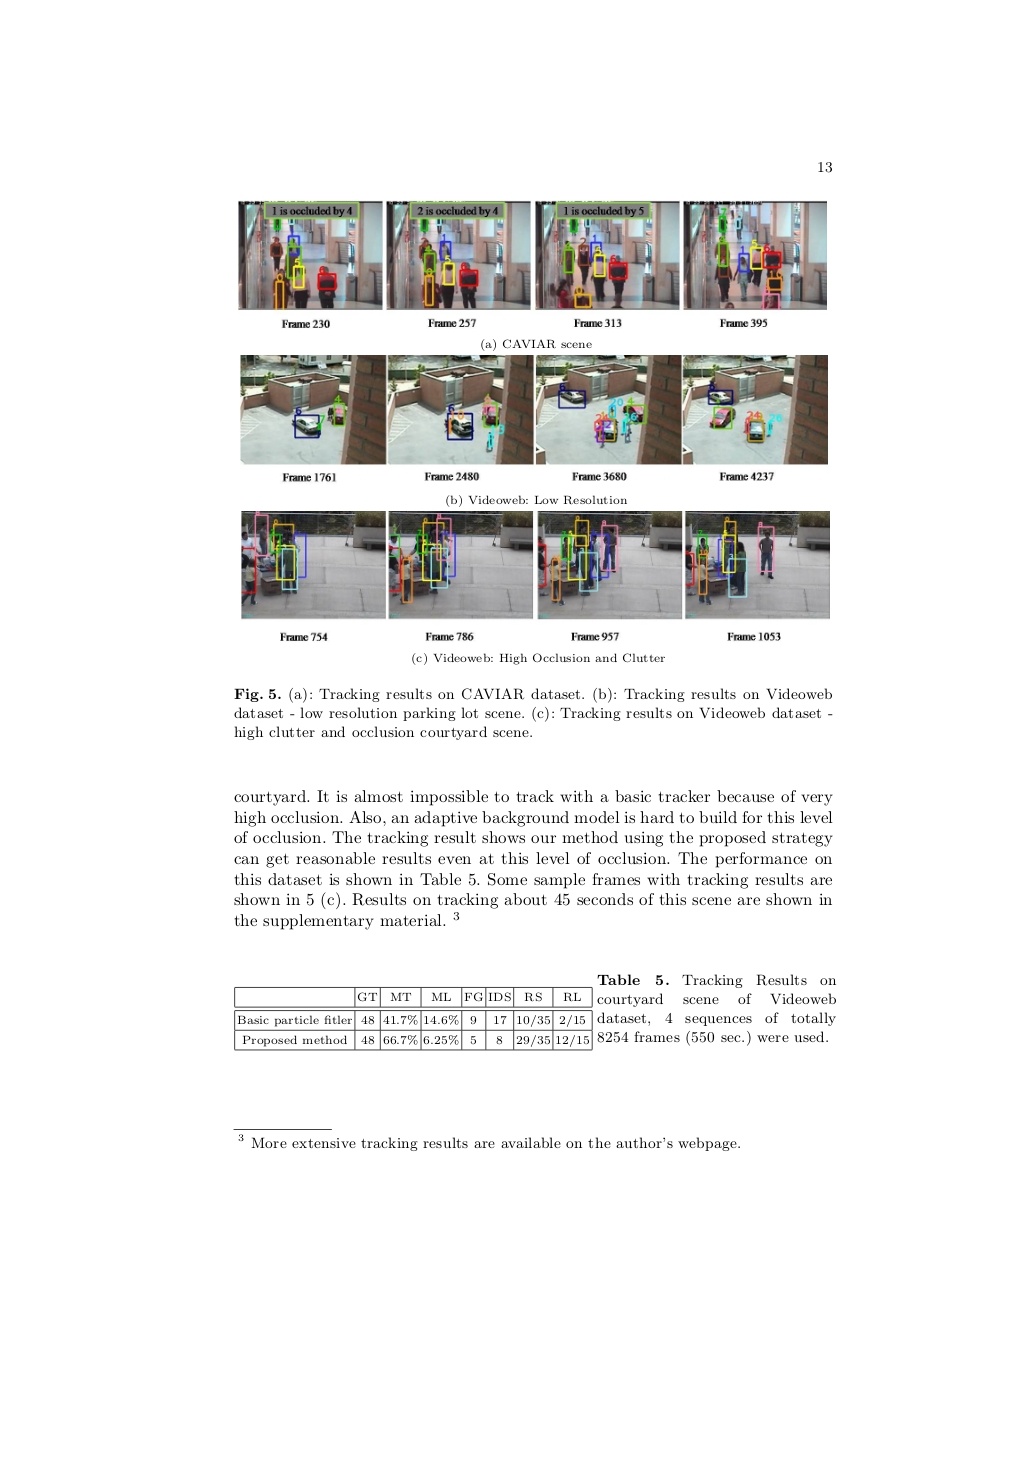 13
1 is occluded by 4
2 is occluded by 4
1 is occluded by 5
Frame 230
Frame 257
Frame 313
Frame 395
(a) CAVIAR scene
Frame 1761
Frame 2480
Frame 3680
Frame 4237
(b) Videoweb: Low Resolution
Frame 754
Frame 786
Frame 957
Frame 1053
(c) Videoweb: High Occlusion and Clutter
Fig. 5. (a): Tracking results on CAVIAR dataset. (b): Tracking results on Videoweb
dataset - low resolution parking lot scene. (c): Tracking results on Videoweb dataset -
high clutter and occlusion courtyard scene.
courtyard. It is almost impossible to track with a basic tracker because of very
high occlusion. Also, an adaptive background model is hard to build for this level
of occlusion. The tracking result shows our method using the proposed strategy
can get reasonable results even at this level of occlusion. The performance on
this dataset is shown in Table 5. Some sample frames with tracking results are
shown in 5 (c). Results on tracking about 45 seconds of this scene are shown in
the supplementary material. 3
GT MT ML FG IDS RS RL
Basic particle fitler 48 41.7% 14.6% 9 17 10/35 2/15
Proposed method 48 66.7% 6.25% 5 8 29/35 12/15
Table 5. Tracking Results on
courtyard scene of Videoweb
dataset, 4 sequences of totally
8254 frames (550 sec.) were used.
3 More extensive tracking results are available on the author's webpage.